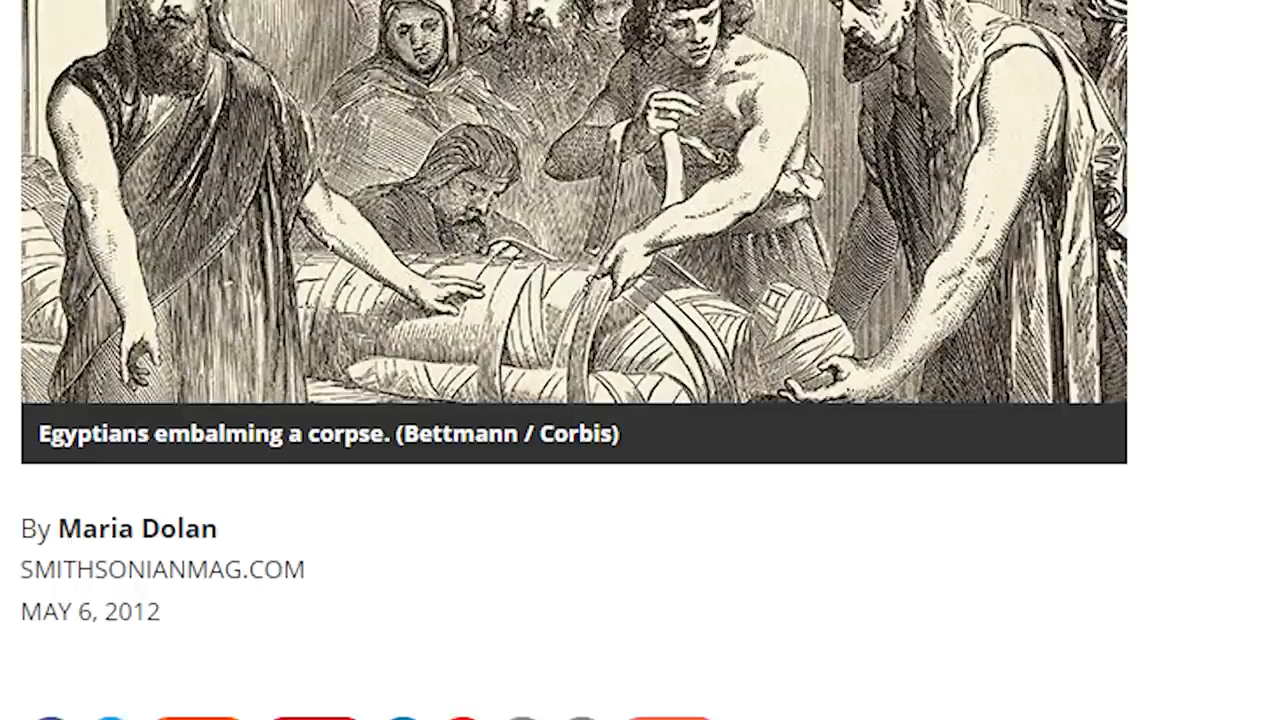 Egyptians embalming a corpse. (Bettmann / Corbis)
By Maria Dolan
SMITHSONIANMAG.COM
MAY 6, 2012